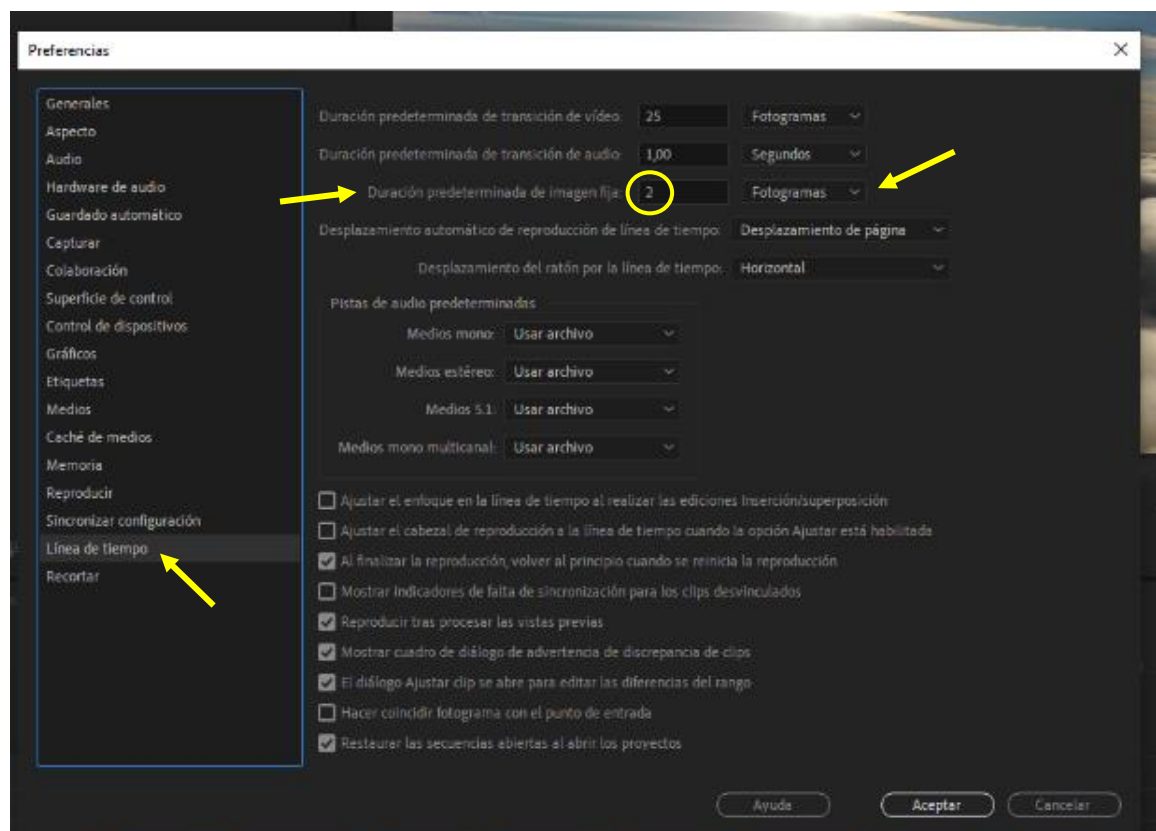 Preferencias
Generales
Aspecto
Audio
Hardware de audio
Guardado automático
Capturar
Colaboración
Superficie de control
Control de dispositivos
Gráficos
Etiquetas
Medios
Caché de medios
Memoria
Reproducir
Sincronizar configuración
Línea de tiempo
Recortar
Duración predeterminada de transición de vídeo: 25 Fotogramas
Duración predeterminada de transición de audio: 1,00 Segundos
Duración predeterminada de imagen fija: 2 Fotogramas
Desplazamiento automático de reproducción de línea de tiempo: Desplazamiento de página
Desplazamiento del ratón por la línea de tiempo: Horizontal
Pistas de audio predeterminadas
Medios mono: Usar archivo
Medios estéreo: Usar archivo
Medios 5.1: Usar archivo
Medios mono multicanal: Usar archivo
Ajustar el enfoque en la línea de tiempo al realizar las ediciones Inserción/superposición
Ajustar el cabezal de reproducción a la línea de tiempo cuando la opción Ajustar está habilitada
Al finalizar la reproducción, volver al principio cuando se reinicia la reproducción
Mostrar indicadores de falta de sincronización para los clips desvinculados
Reproducir tras procesar las vistas previas
Mostrar cuadro de diálogo de advertencia de discrepancia de clips
El diálogo Ajustar clip se abre para editar las diferencias del rango
Hacer coincidir fotograma con el punto de entrada
Restaurar las secuencias abiertas al abrir los proyectos
Ayuda Aceptar Cancelar